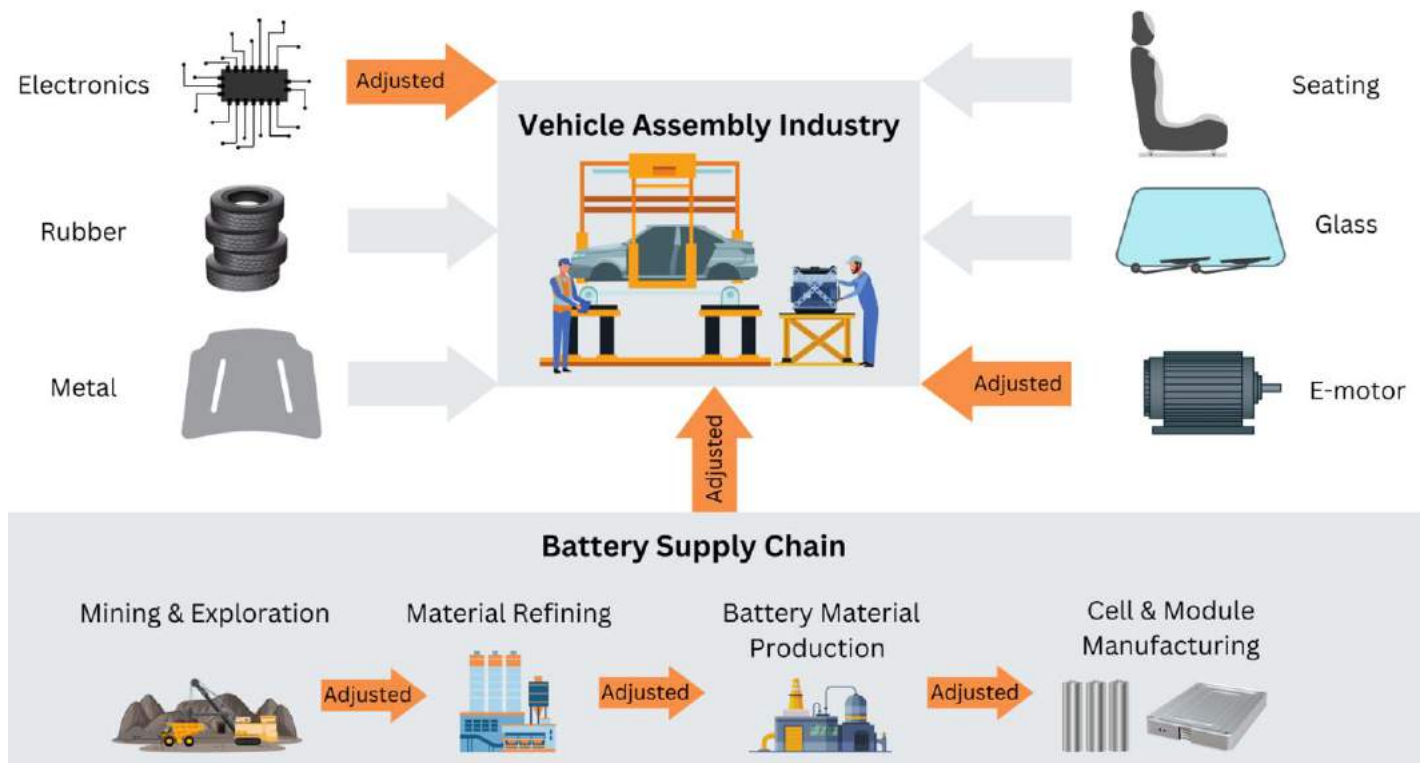 Electronics
Adjusted
Seating
Vehicle Assembly Industry
Rubber
Glass
Metal
Adjusted
E-motor
Adjusted
Battery Supply Chain
Mining & Exploration
Material Refining
Battery Material
Production
Cell & Module
Manufacturing
Adjusted
Adjusted
Adjusted